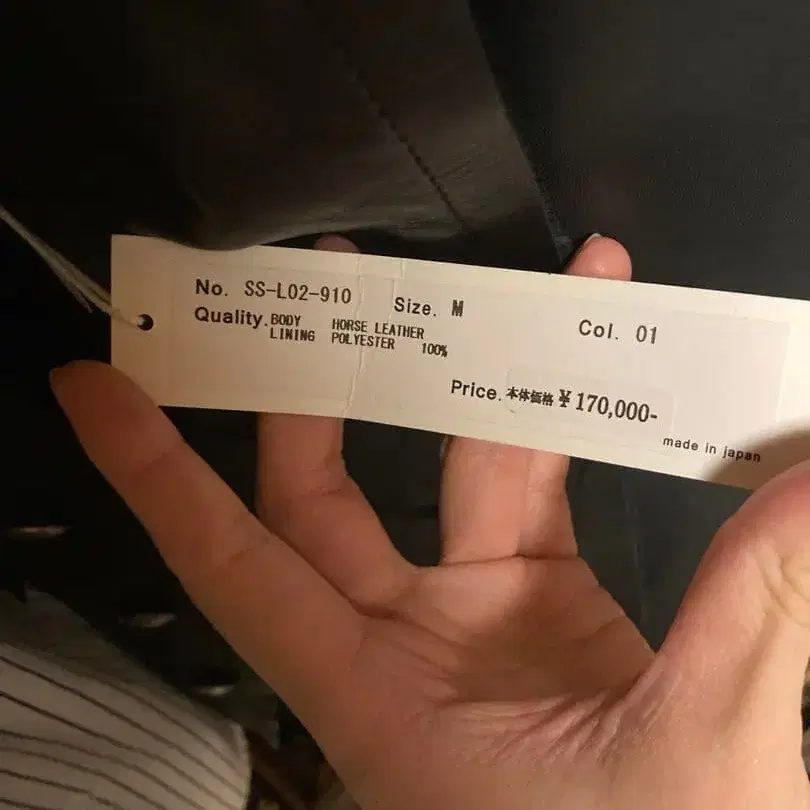 No. SS-L02-910 Size. M Col. 01
Quality. BODY HORSE LEATHER
LINING POLYESTER 100%
Price. 本体価格 ¥170,000-
made in japan